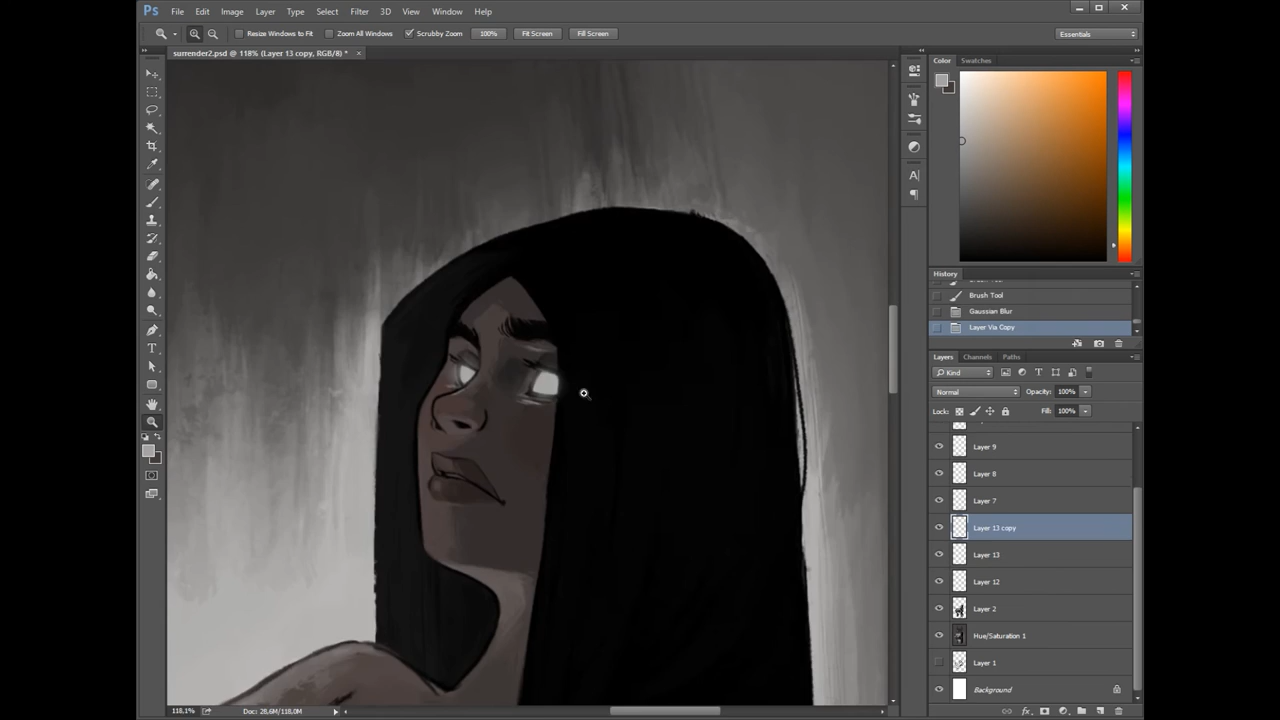 Ps File Edit Image Layer Type Select Filter 3D View Window Help
Resize Windows to Fit Zoom All Windows Scrubby Zoom 100% Fit Screen Fill Screen Essentials
surrender2.psd @ 118% (Layer 13 copy, RGB/8) * ×
Color Swatches
History
Brush Tool
Gaussian Blur
Layer Via Copy
Layers Channels Paths
Kind
Normal Opacity: 100%
Lock: Fill: 100%
Layer 9
Layer 8
Layer 7
Layer 13 copy
Layer 13
Layer 12
Layer 2
Hue/Saturation 1
Layer 1
Background
118,1% Doc: 28,6M/118,0M
fx